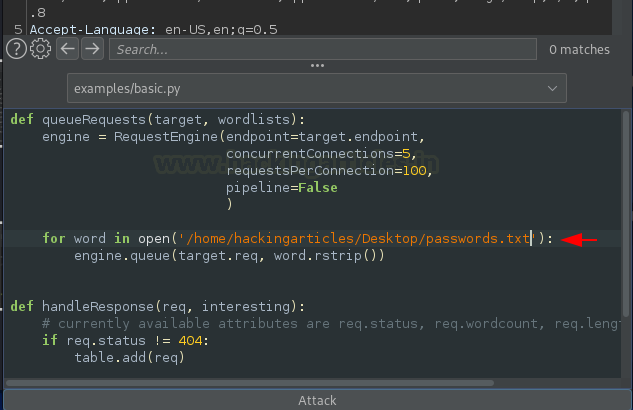 .8
5 Accept-Language: en-US,en;q=0.5
Search...
0 matches
examples/basic.py
def queueRequests(target, wordlists):
    engine = RequestEngine(endpoint=target.endpoint,
                           concurrentConnections=5,
                           requestsPerConnection=100,
                           pipeline=False
                           )
    for word in open('/home/hackingarticles/Desktop/passwords.txt'):
        engine.queue(target.req, word.rstrip())
def handleResponse(req, interesting):
    # currently available attributes are req.status, req.wordcount, req.lengt
    if req.status != 404:
        table.add(req)
Attack